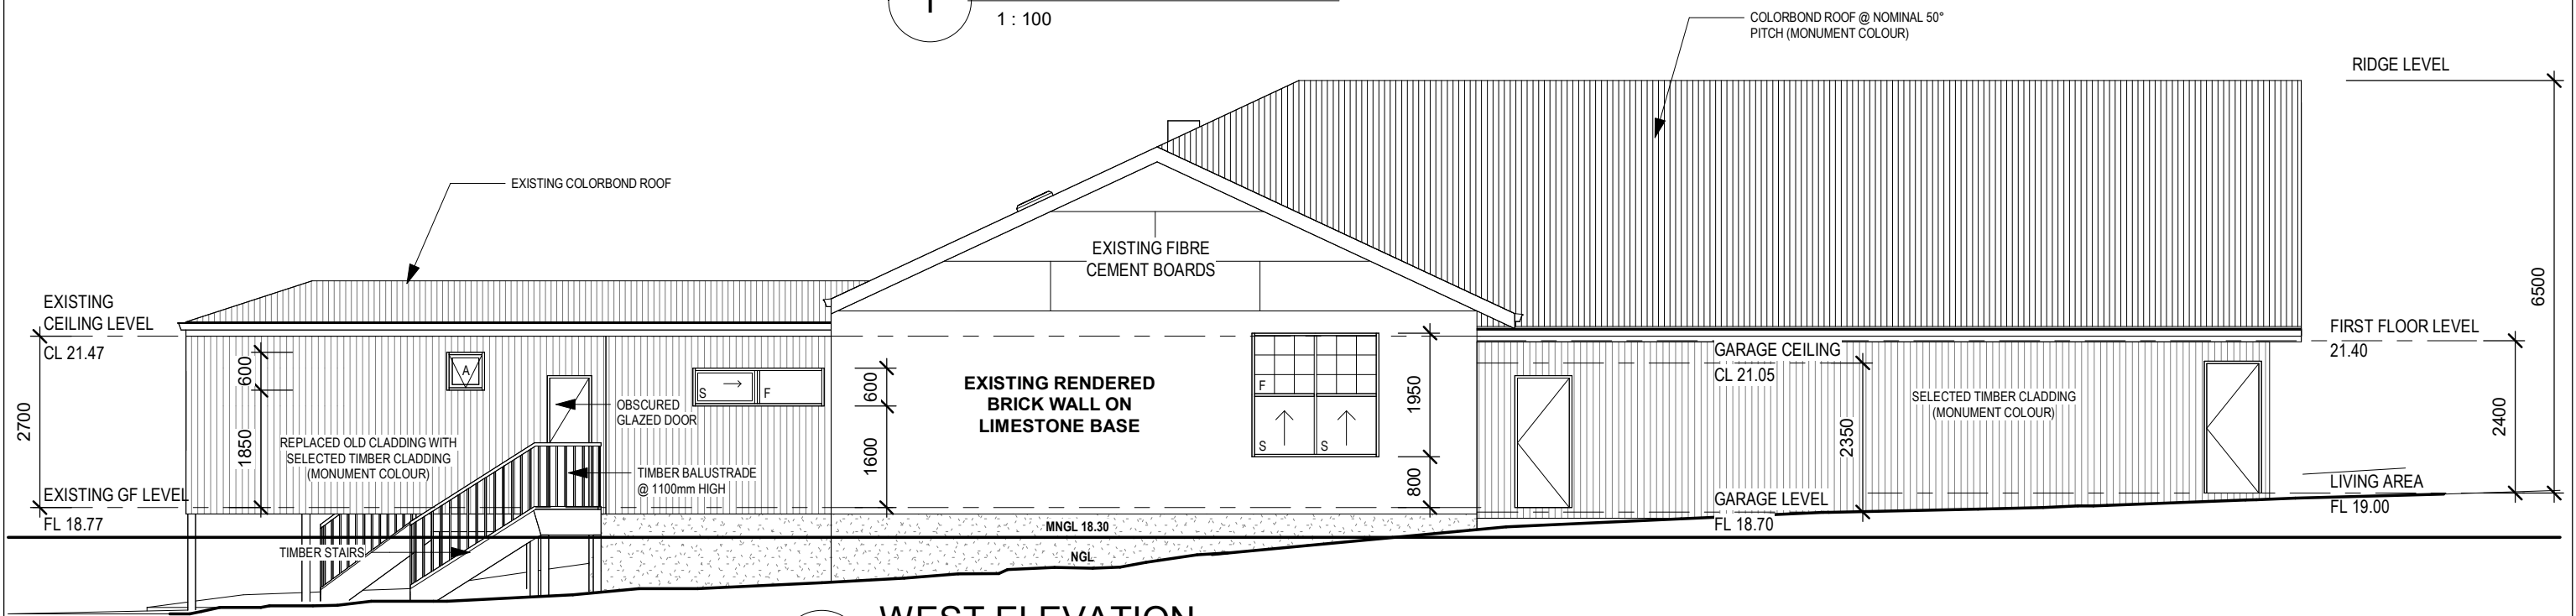 1
1 : 100
COLORBOND ROOF @ NOMINAL 50°
PITCH (MONUMENT COLOUR)
RIDGE LEVEL
EXISTING COLORBOND ROOF
EXISTING FIBRE
CEMENT BOARDS
6500
EXISTING
CEILING LEVEL
CL 21.47
FIRST FLOOR LEVEL
21.40
GARAGE CEILING
CL 21.05
600
A
S
F
600
EXISTING RENDERED
BRICK WALL ON
LIMESTONE BASE
F
S
S
1950
SELECTED TIMBER CLADDING
(MONUMENT COLOUR)
OBSCURED
GLAZED DOOR
2700
1850
REPLACED OLD CLADDING WITH
SELECTED TIMBER CLADDING
(MONUMENT COLOUR)
2350
2400
TIMBER BALUSTRADE
@ 1100mm HIGH
1600
800
EXISTING GF LEVEL
FL 18.77
GARAGE LEVEL
FL 18.70
LIVING AREA
FL 19.00
MNGL 18.30
TIMBER STAIRS
NGL
WEST ELEVATION